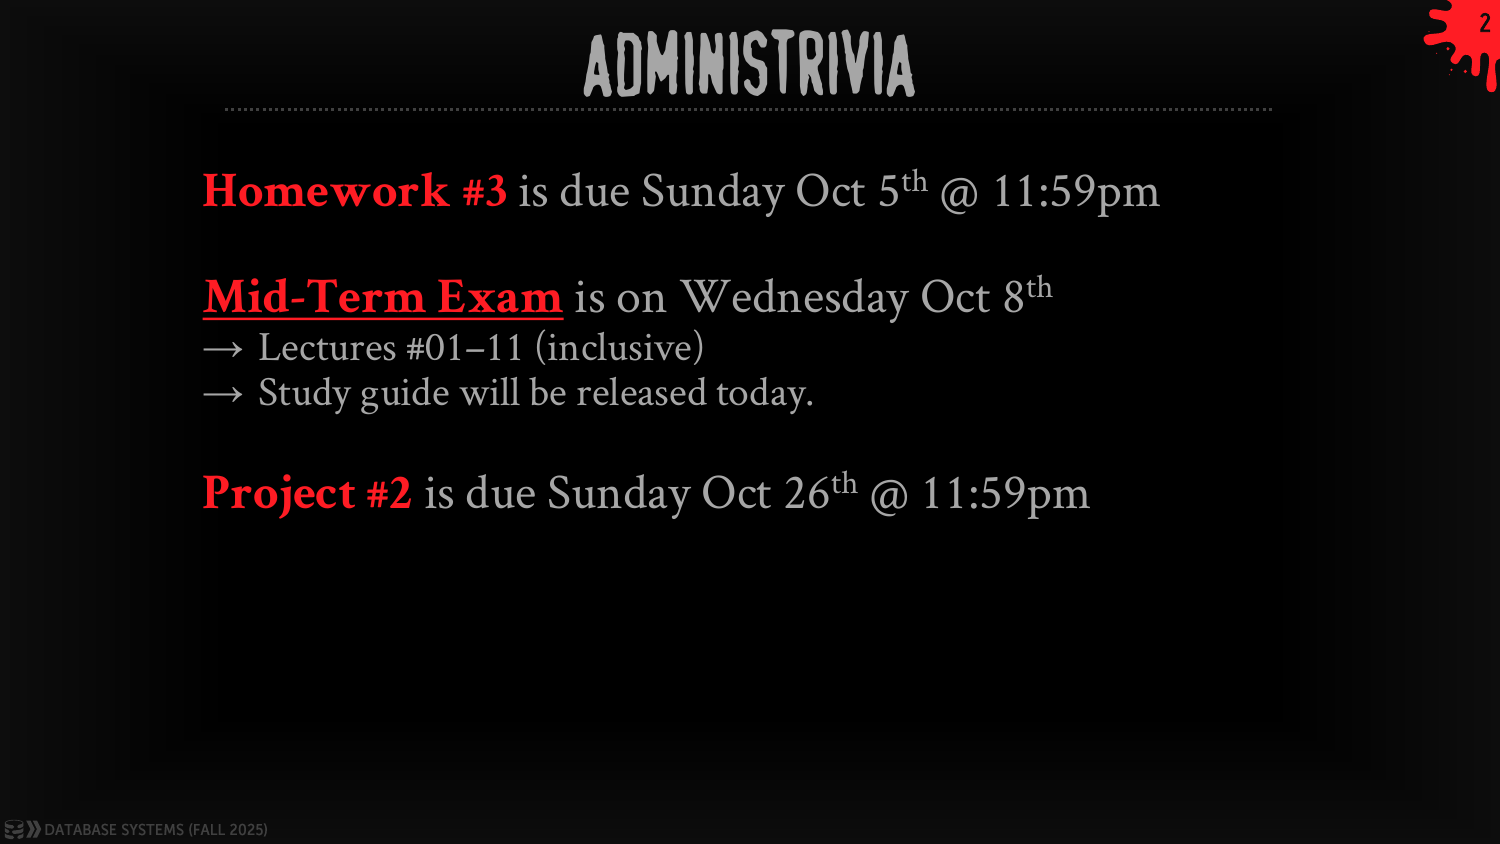 2
ADMINISTRIVIA
Homework #3 is due Sunday Oct 5th @ 11:59pm
Mid-Term Exam is on Wednesday Oct 8th
→ Lectures #01–11 (inclusive)
→ Study guide will be released today.
Project #2 is due Sunday Oct 26th @ 11:59pm
DATABASE SYSTEMS (FALL 2025)